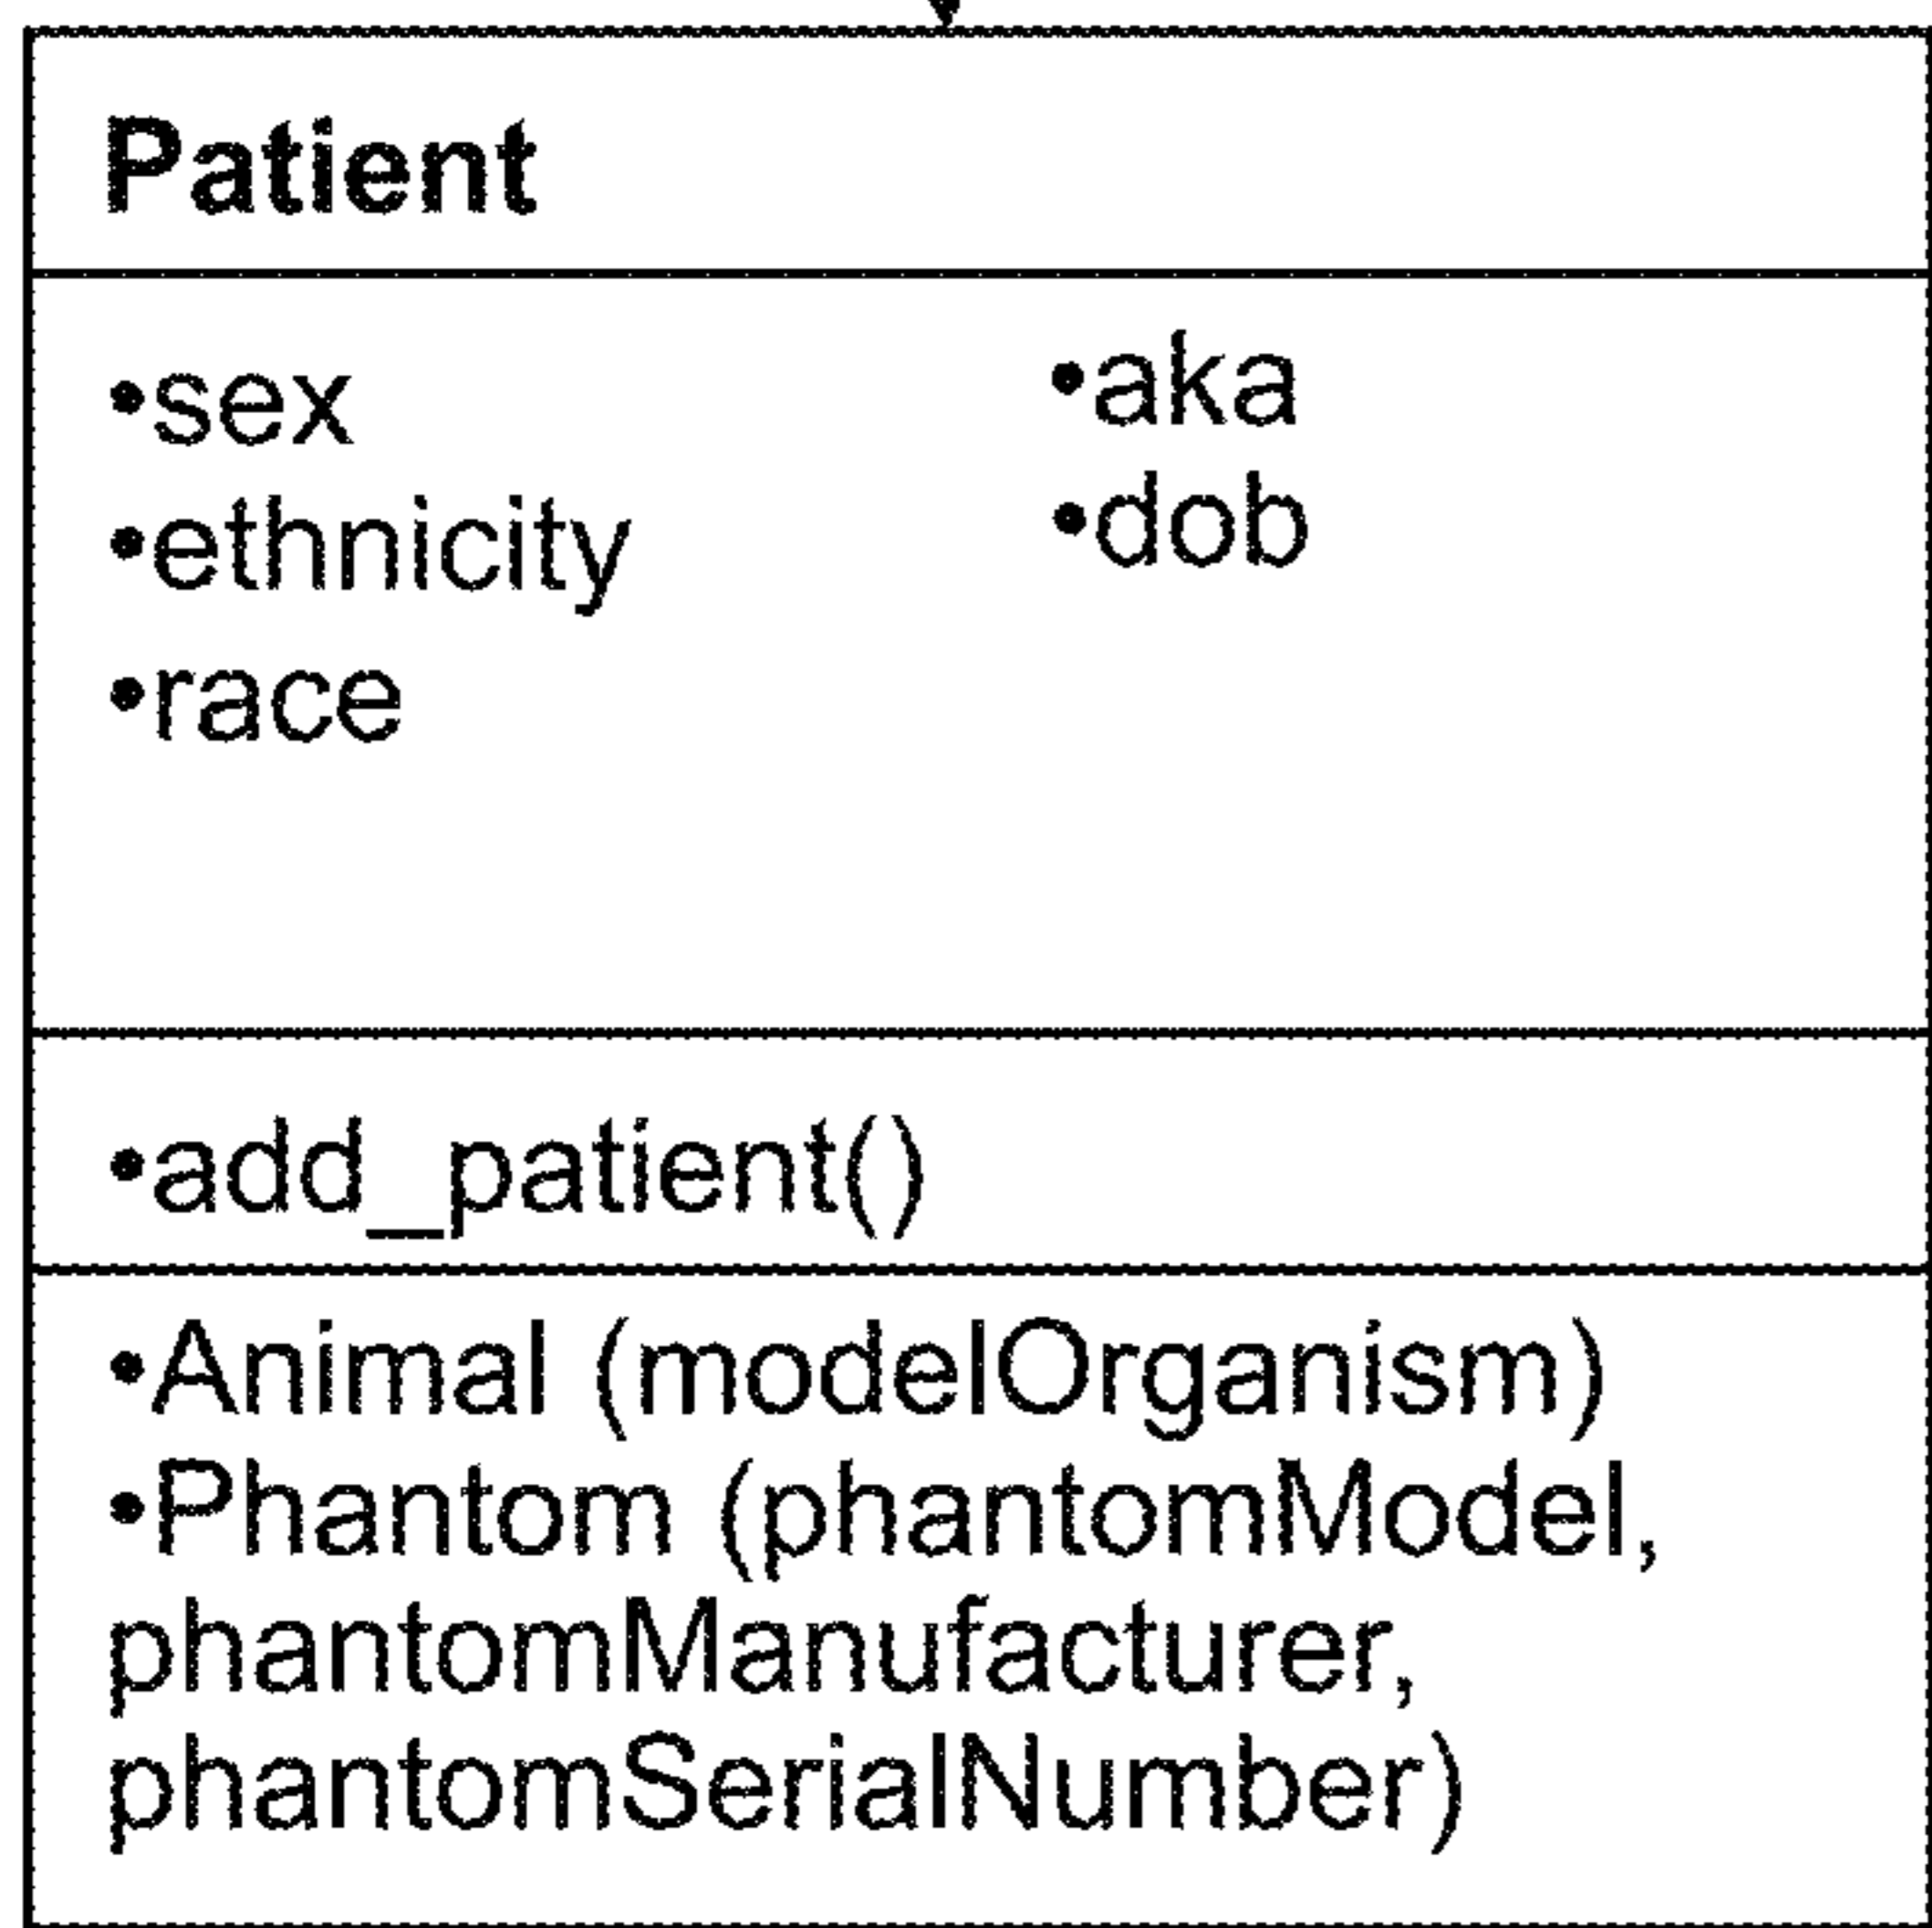 Patient
•sex
•ethnicity
•race
•aka
•dob
•add_patient()
•Animal (modelOrganism)
•Phantom (phantomModel,
phantomManufacturer,
phantomSerialNumber)